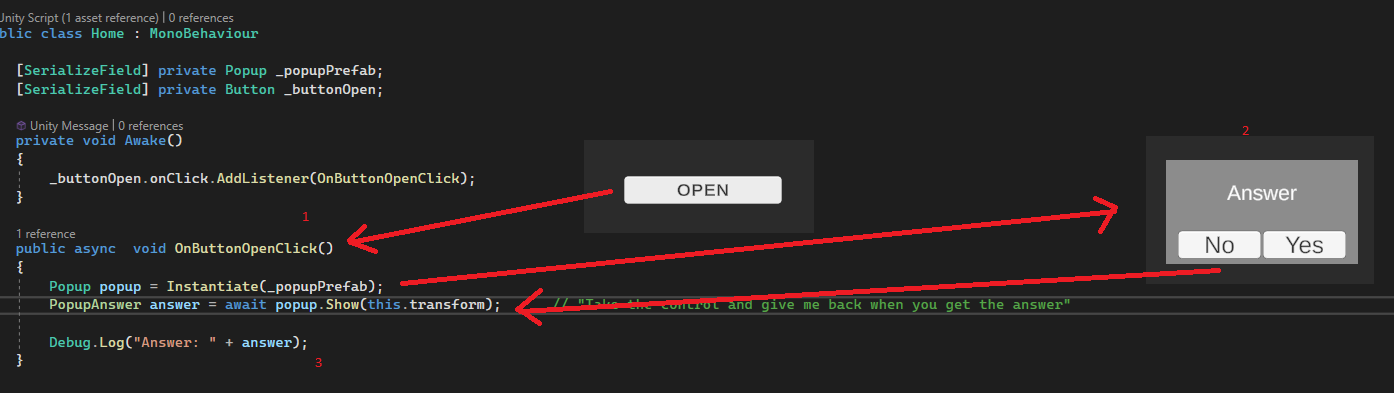 Unity Script (1 asset reference) | 0 references
blic class Home : MonoBehaviour
[SerializeField] private Popup _popupPrefab;
[SerializeField] private Button _buttonOpen;
Unity Message | 0 references
private void Awake()
{
_buttonOpen.onClick.AddListener(OnButtonOpenClick);
}
OPEN
2
Answer
No Yes
1
1 reference
public async  void OnButtonOpenClick()
{
Popup popup = Instantiate(_popupPrefab);
PopupAnswer answer = await popup.Show(this.transform); // "Take the control and give me back when you get the answer"
Debug.Log("Answer: " + answer);
}
3